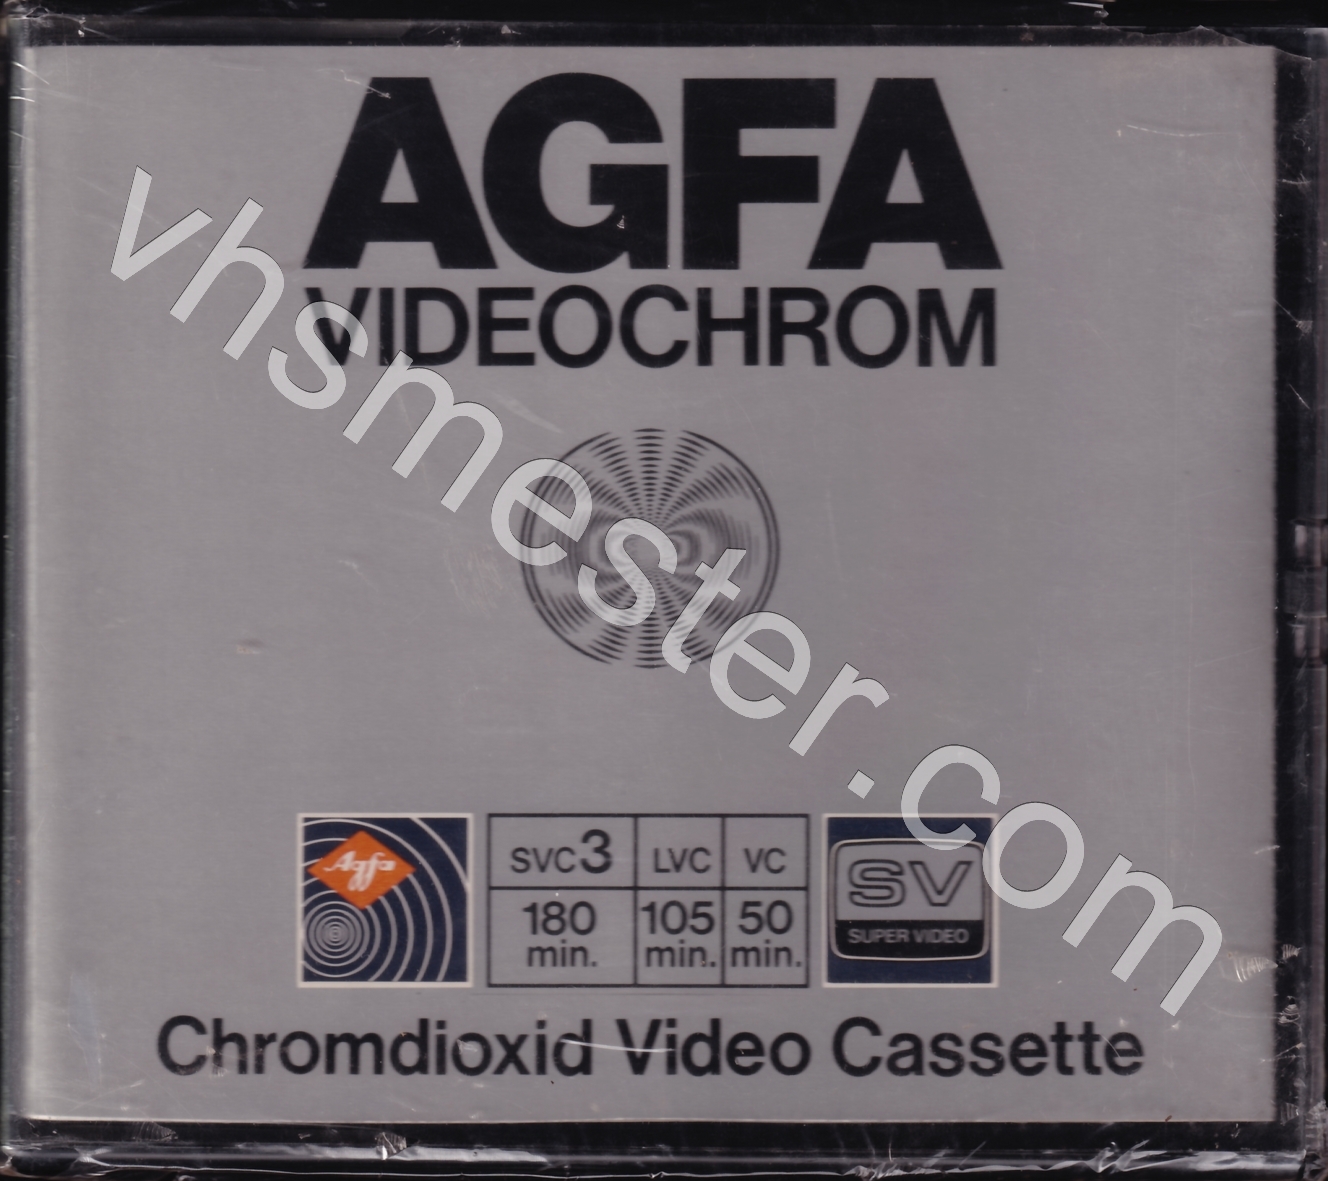 AGFA
VIDEOCHROM
vhsmester.com
Agfa
SVC3 LVC VC
180 105 50
min. min. min.
SV
SUPER VIDEO
Chromdioxid Video Cassette